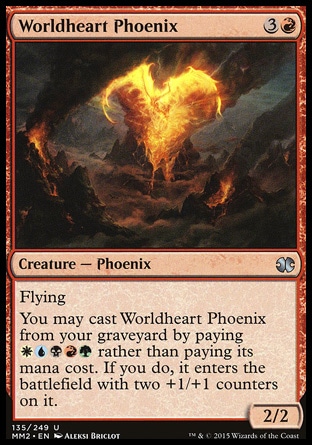 Worldheart Phoenix 3
Creature — Phoenix
Flying
You may cast Worldheart Phoenix
from your graveyard by paying
rather than paying its
mana cost. If you do, it enters the
battlefield with two +1/+1 counters
on it.
2/2
135/249 U
MM2 • EN Aleksi Briclot
™ & © 2015 Wizards of the Coast